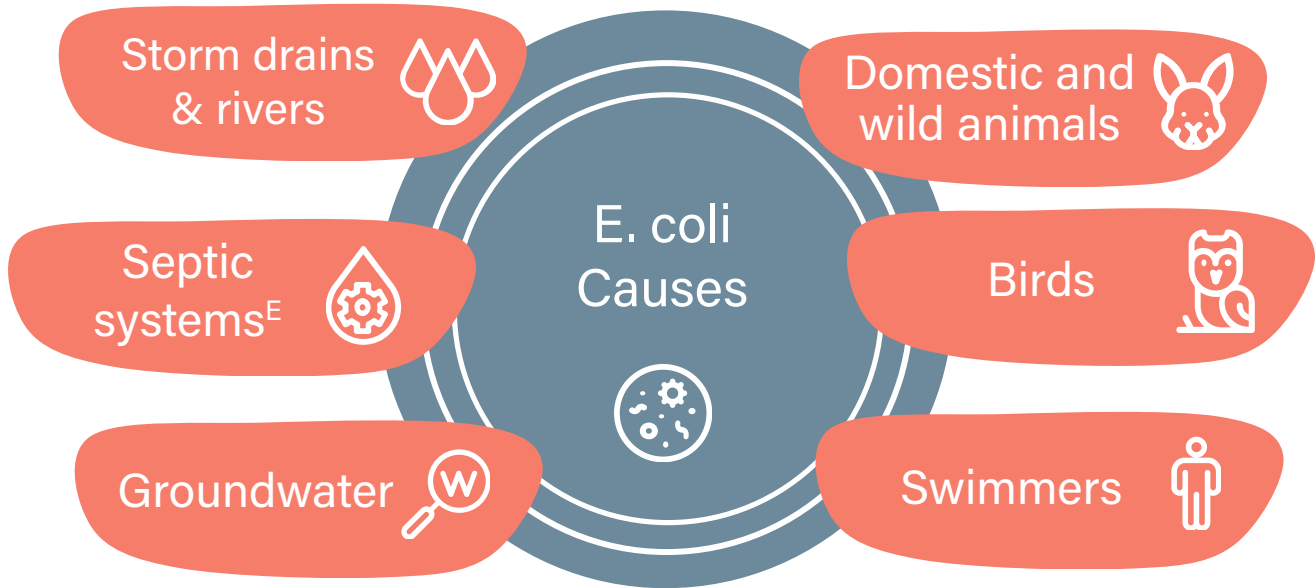 Storm drains
& rivers
Septic
systemsᴱ
Groundwater
W
E. coli
Causes
Domestic and
wild animals
Birds
Swimmers